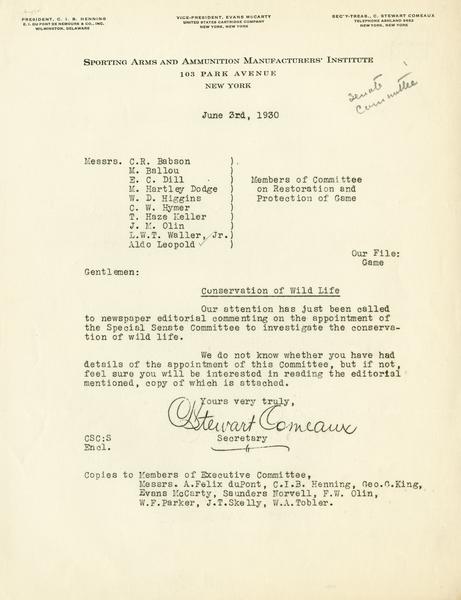 PRESIDENT, C. I. B. HENNING
E. I. DU PONT DE NEMOURS & CO., INC.
WILMINGTON, DELAWARE
VICE-PRESIDENT, EVANS McCARTY
UNITED STATES CARTRIDGE COMPANY
NEW YORK, NEW YORK
SEC'Y-TREAS., C. STEWART COMEAUX
TELEPHONE ASHLAND
NEW YORK, NEW YORK
SPORTING ARMS AND AMMUNITION MANUFACTURERS' INSTITUTE
103 PARK AVENUE
NEW YORK
Senate
Committee
June 3rd, 1930
Messrs. C.R. Babson )
M. Ballou )
E. C. Dill ) Members of Committee
M. Hartley Dodge ) on Restoration and
W. D. Higgins ) Protection of Game
C. W. Hymer )
T. Haze Keller )
J. M. Olin )
L.W.T. Waller, Jr.)
Aldo Leopold )
Our File:
Game
Gentlemen:
Conservation of Wild Life
Our attention has just been called
to newspaper editorial commenting on the appointment of
the Special Senate Committee to investigate the conserva-
tion of wild life.
We do not know whether you have had
details of the appointment of this Committee, but if not,
feel sure you will be interested in reading the editorial
mentioned, copy of which is attached.
Yours very truly,
C Stewart Comeaux
CSC:S Secretary
Encl.
Copies to Members of Executive Committee,
Messrs. A.Felix duPont, C.I.B. Henning, Geo.G.King,
Evans McCarty, Saunders Norvell, F.W. Olin,
W.F.Parker, J.T.Skelly, W.A.Tobler.